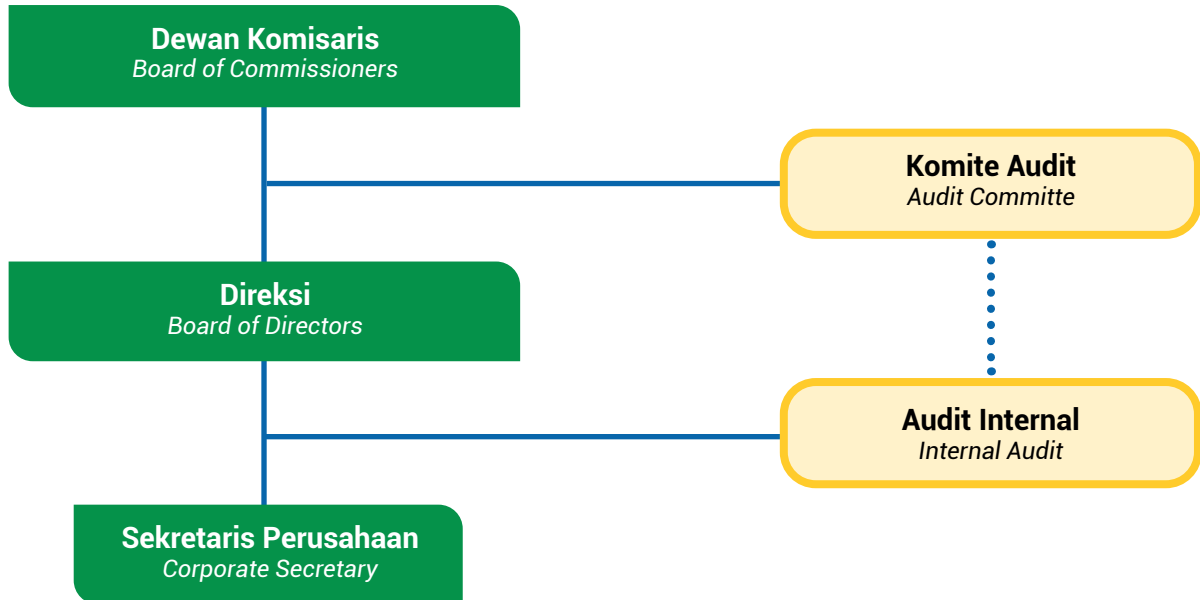 Dewan Komisaris
Board of Commissioners
Komite Audit
Audit Committe
Direksi
Board of Directors
Audit Internal
Internal Audit
Sekretaris Perusahaan
Corporate Secretary